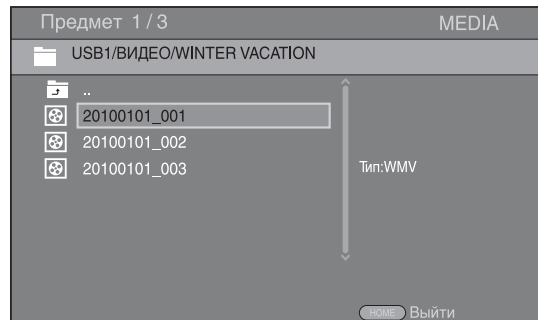 Предмет 1 / 3 MEDIA
USB1/ВИДЕО/WINTER VACATION
..
20100101_001
20100101_002
20100101_003
Тип:WMV
HOME Выйти